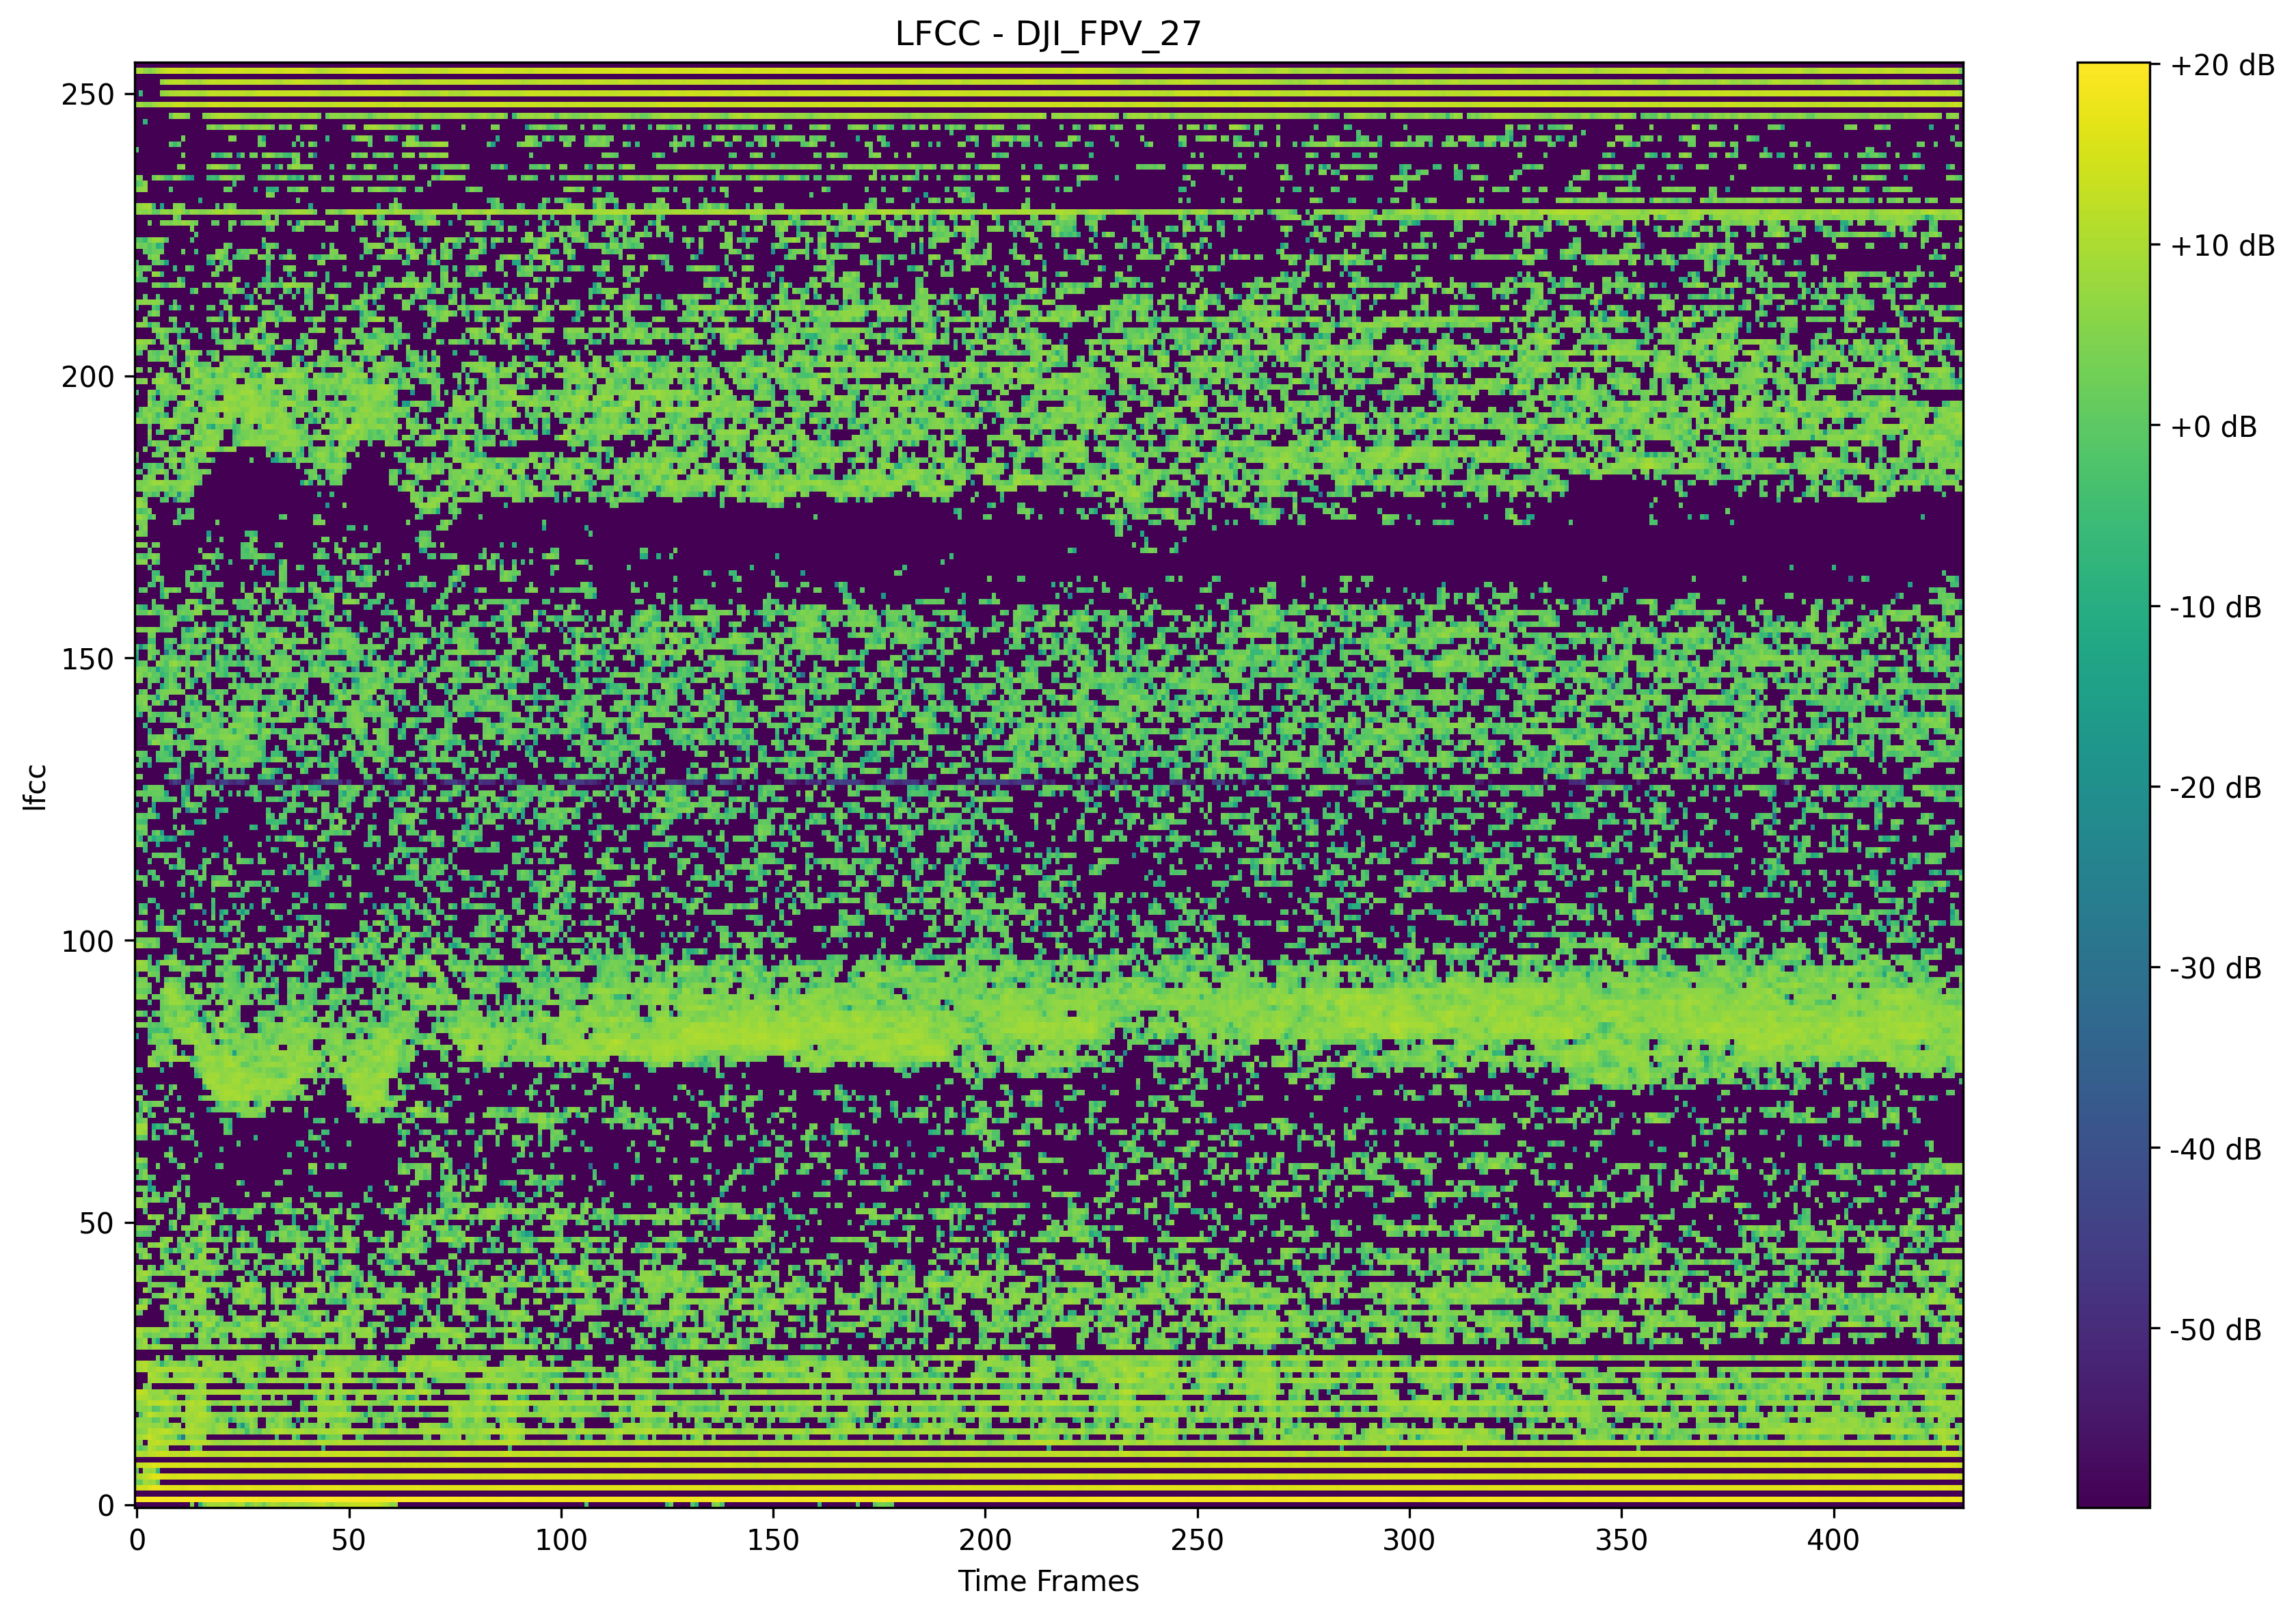 LFCC - DJI_FPV_27
250
200
150
100
50
0
lfcc
0 50 100 150 200 250 300 350 400
Time Frames
+20 dB
+10 dB
+0 dB
-10 dB
-20 dB
-30 dB
-40 dB
-50 dB